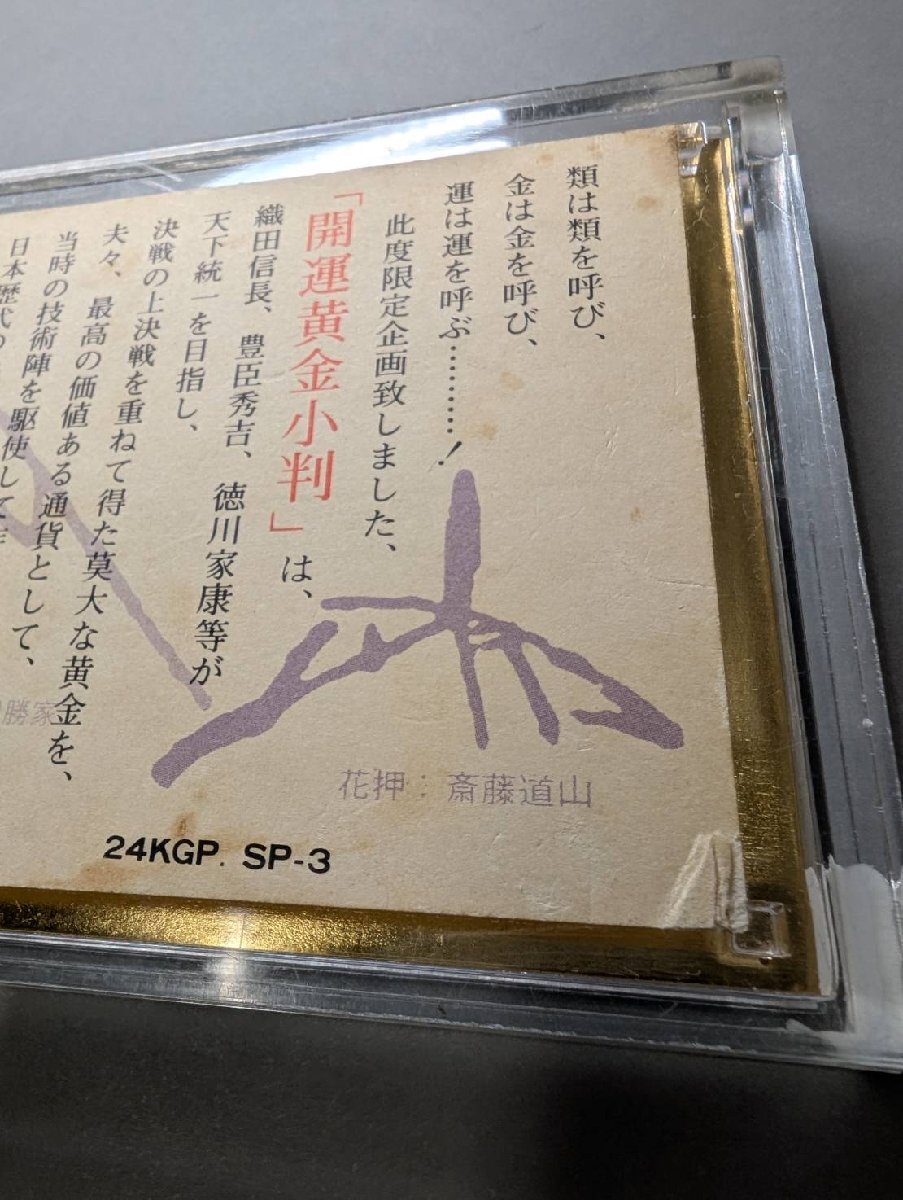 類は類を呼び、
金は金を呼び、
運は運を呼ぶ………！
此度限定企画致しました、
「開運黄金小判」は、
織田信長、豊臣秀吉、徳川家康等が
天下統一を目指し、
決戦の上決戦を重ねて得た莫大な黄金を、
夫々、最高の価値ある通貨として、
当時の技術陣を駆使して
日本歴代の
勝家
花押：斎藤道山
24KGP. SP-3